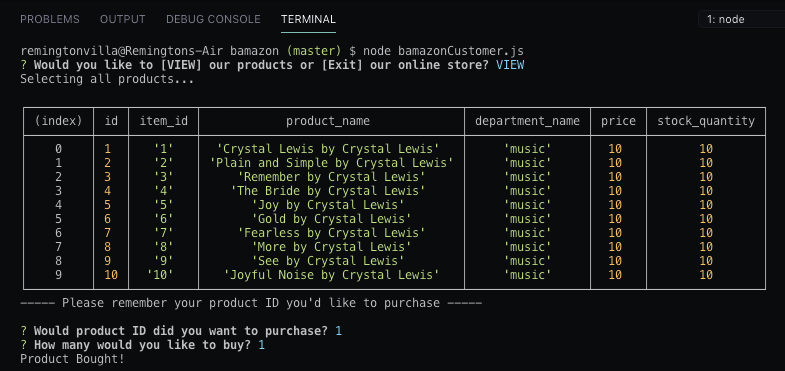 PROBLEMS OUTPUT DEBUG CONSOLE TERMINAL 1: node
remingtonvilla@Remingtons-Air bamazon (master) $ node bamazonCustomer.js
? Would you like to [VIEW] our products or [Exit] our online store? VIEW
Selecting all products...
(index) id item_id product_name department_name price stock_quantity
0 1 '1' 'Crystal Lewis by Crystal Lewis' 'music' 10 10
1 2 '2' 'Plain and Simple by Crystal Lewis' 'music' 10 10
2 3 '3' 'Remember by Crystal Lewis' 'music' 10 10
3 4 '4' 'The Bride by Crystal Lewis' 'music' 10 10
4 5 '5' 'Joy by Crystal Lewis' 'music' 10 10
5 6 '6' 'Gold by Crystal Lewis' 'music' 10 10
6 7 '7' 'Fearless by Crystal Lewis' 'music' 10 10
7 8 '8' 'More by Crystal Lewis' 'music' 10 10
8 9 '9' 'See by Crystal Lewis' 'music' 10 10
9 10 '10' 'Joyful Noise by Crystal Lewis' 'music' 10 10
----- Please remember your product ID you'd like to purchase -----
? Would product ID did you want to purchase? 1
? How many would you like to buy? 1
Product Bought!